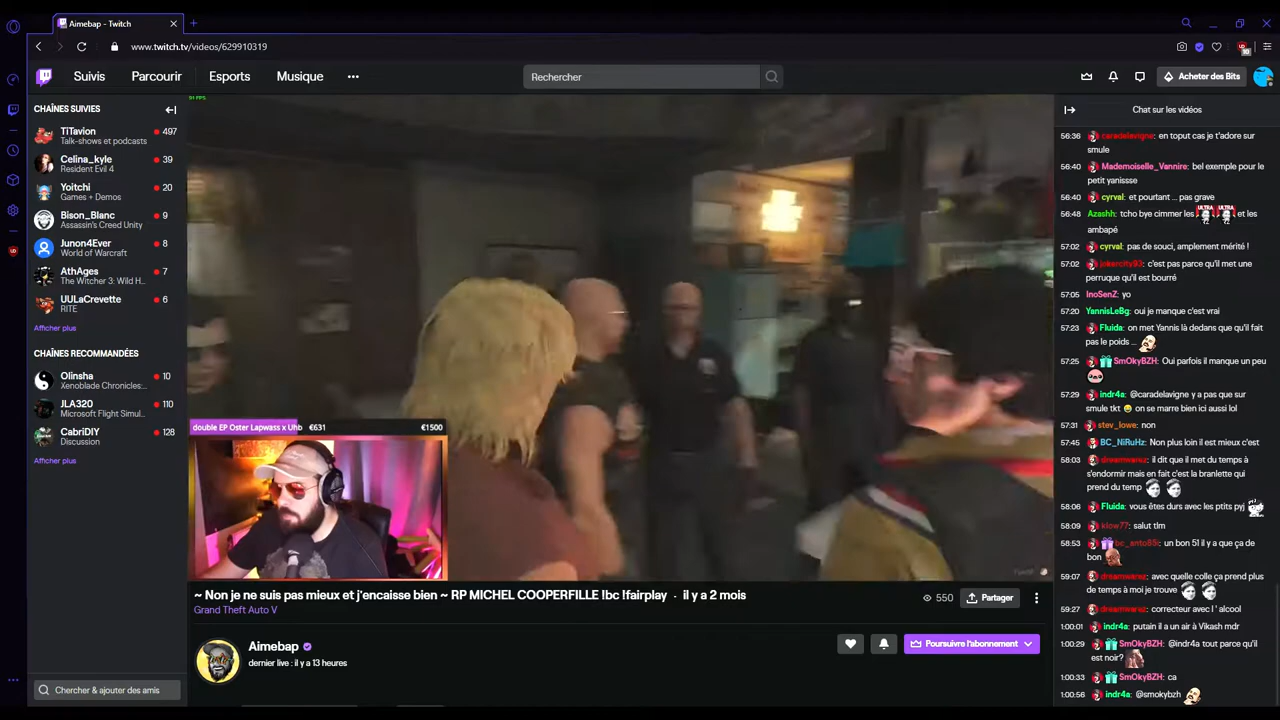 Aimebap - Twitch
www.twitch.tv/videos/629910319
Suivis
Parcourir
Esports
Musique
Rechercher
Acheter des Bits
CHAÎNES SUIVIES
TiTavion
497
Talk-shows et podcasts
Celina_kyle
39
Resident Evil 4
Yoitchi
20
Games + Demos
Bison_Blanc
9
Assassin's Creed Unity
Junon4Ever
8
World of Warcraft
AthAges
7
The Witcher 3: Wild H...
UULaCrevette
6
RITE
Afficher plus
CHAÎNES RECOMMANDÉES
Olinsha
10
Xenoblade Chronicles:...
JLA320
110
Microsoft Flight Simul...
CabriDIY
128
Discussion
Afficher plus
Chercher & ajouter des amis
91 FPS
double EP Oster Lapwass x Uhb €631 €1500
~ Non je ne suis pas mieux et j'encaisse bien ~ RP MICHEL COOPERFILLE !bc !fairplay · il y a 2 mois
Grand Theft Auto V
550
Partager
Aimebap
dernier live : il y a 13 heures
Poursuivre l'abonnement
Chat sur les vidéos
56:36 caradelavigne: en toput cas je t'adore sur
smule
56:40 Mademoiselle_Vannire: bel exemple pour le
petit yanissse
56:40 cyrval: et pourtant ... pas grave
56:48 Azashh: tcho bye cimmer les ULTRA ULTRA et les
ambapé
57:02 cyrval: pas de souci, amplement mérité !
57:02 jokercity93: c'est pas parce qu'il met une
perruque qu'il est bourré
57:05 InoSenZ: yo
57:20 YannisLeBg: oui je manque c'est vrai
57:23 Fluida: on met Yannis là dedans que qu'il fait
pas le poids ...
57:25 SmOkyBZH: Oui parfois il manque un peu
57:29 indr4a: @caradelavigne y a pas que sur
smule tkt on se marre bien ici aussi lol
57:31 stev_lowe: non
57:45 BC_NiRuHz: Non plus loin il est mieux c'est
58:03 dreamwarsz: il dit que il met du temps à
s'endormir mais en fait c'est la branlette qui
prend du temp
58:06 Fluida: vous êtes durs avec les ptits pyj
58:09 klow77: salut tlm
58:53 bc_anto85: un bon 5l il y a que ça de
bon
59:07 dreamwarsz: avec quelle colle ça prend plus
de temps à moi je trouve
59:27 dreamwarsz: correcteur avec l ' alcool
1:00:01 indr4a: putain il a un air à Vikash mdr
1:00:29 SmOkyBZH: @indr4a tout parce qu'il
est noir?
1:00:33 SmOkyBZH: ca
1:00:56 indr4a: @smokybzh